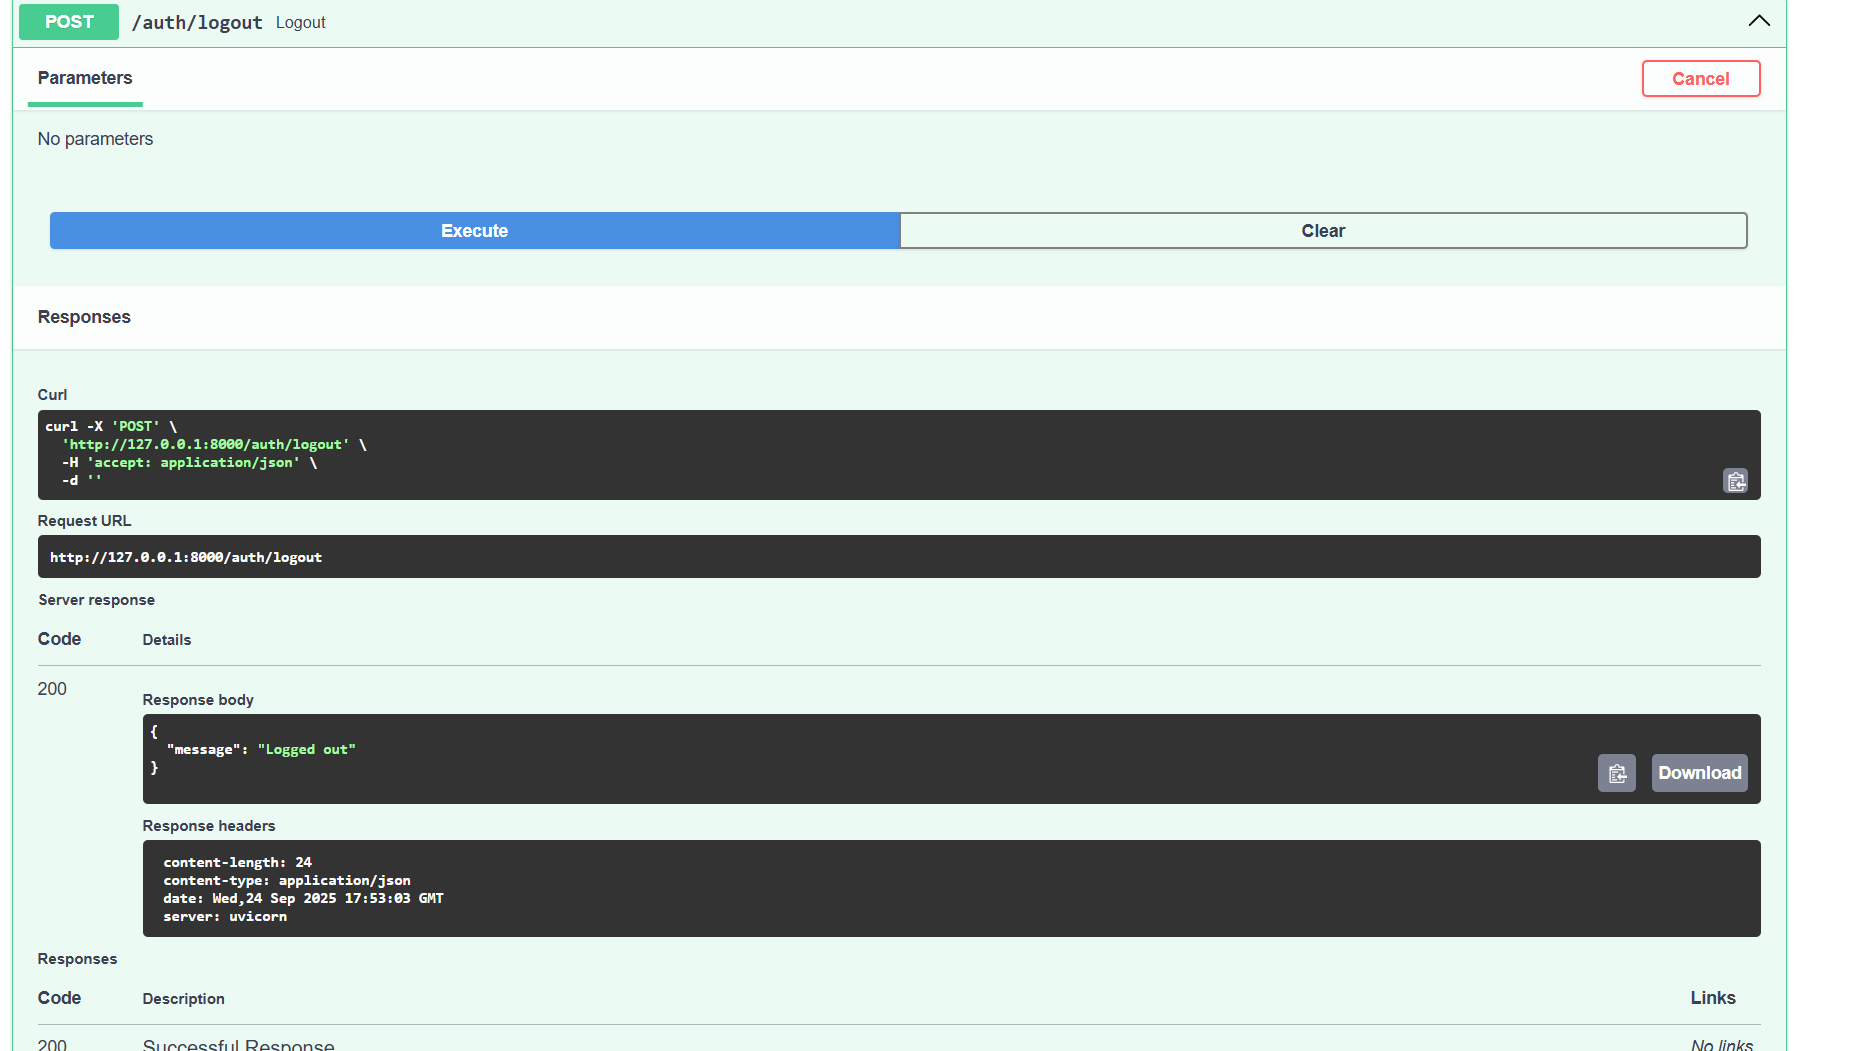 POST /auth/logout Logout
Parameters
Cancel
No parameters
Execute
Clear
Responses
Curl
curl -X 'POST' \
  'http://127.0.0.1:8000/auth/logout' \
  -H 'accept: application/json' \
  -d ''
Request URL
http://127.0.0.1:8000/auth/logout
Server response
Code Details
200
Response body
{
  "message": "Logged out"
}
Download
Response headers
content-length: 24
content-type: application/json
date: Wed,24 Sep 2025 17:53:03 GMT
server: uvicorn
Responses
Code Description Links
200 Successful Response No links